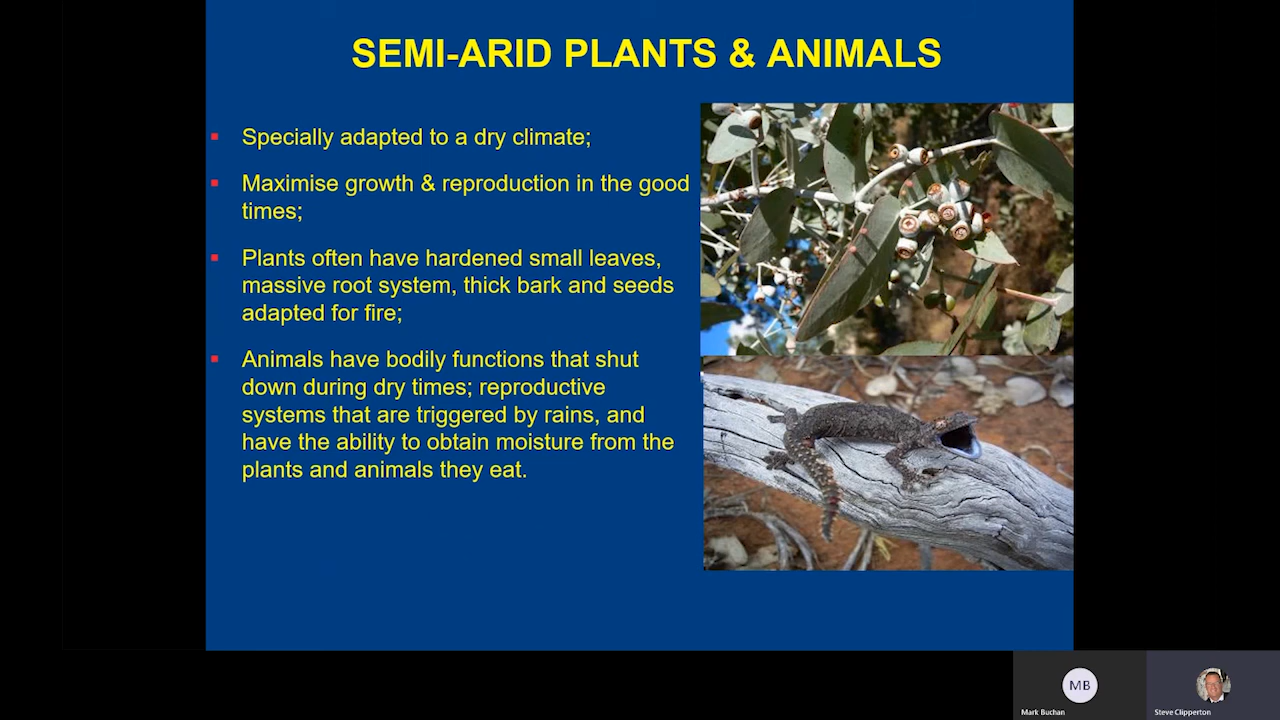 SEMI-ARID PLANTS & ANIMALS
Specially adapted to a dry climate;
Maximise growth & reproduction in the good
times;
Plants often have hardened small leaves,
massive root system, thick bark and seeds
adapted for fire;
Animals have bodily functions that shut
down during dry times; reproductive
systems that are triggered by rains, and
have the ability to obtain moisture from the
plants and animals they eat.
MB
Mark Buchan
Steve Clipperton